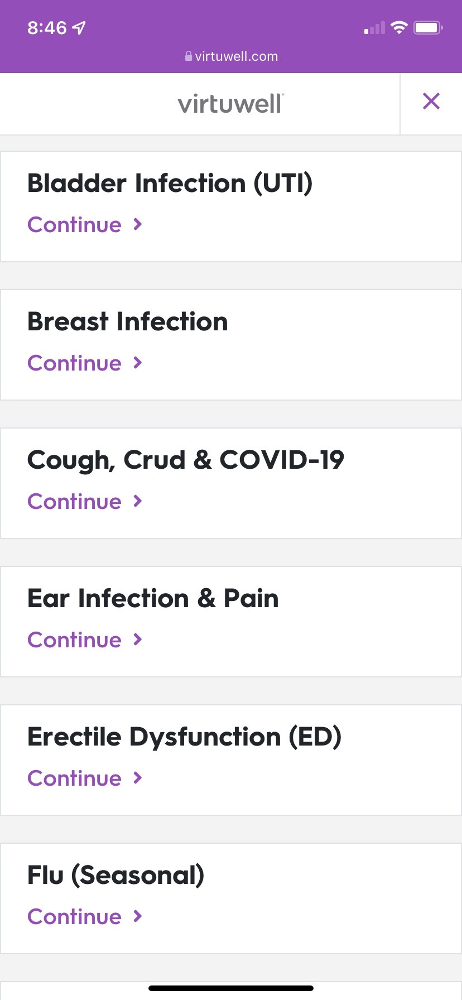 8:46
virtuwell.com
virtuwell
Bladder Infection (UTI)
Continue
Breast Infection
Continue
Cough, Crud & COVID-19
Continue
Ear Infection & Pain
Continue
Erectile Dysfunction (ED)
Continue
Flu (Seasonal)
Continue